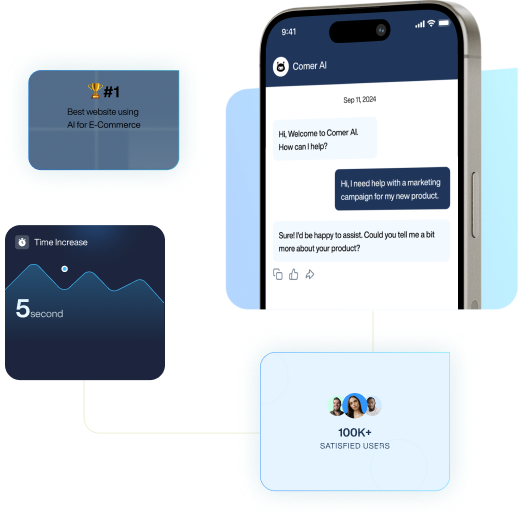 9:41
Comer AI
Sep 11, 2024
Hi, Welcome to Comer AI.
How can I help?
Hi, I need help with a marketing
campaign for my new product.
Sure! I'd be happy to assist. Could you tell me a bit
more about your product?
🏆#1
Best website using
AI for E-Commerce
Time Increase
5second
100K+
SATISFIED USERS